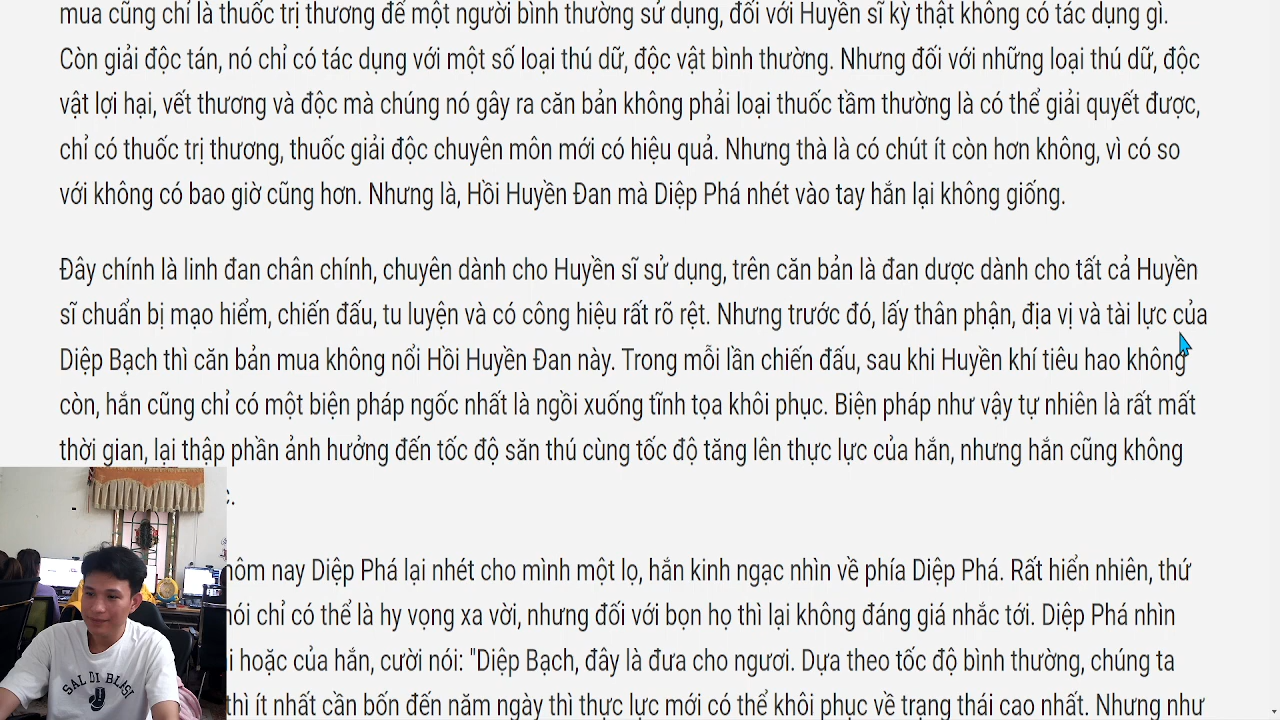 mua cũng chỉ là thuốc trị thương để một người bình thường sử dụng, đối với Huyền sĩ kỳ thật không có tác dụng gì.
Còn giải độc tán, nó chỉ có tác dụng với một số loại thú dữ, độc vật bình thường. Nhưng đối với những loại thú dữ, độc
vật lợi hại, vết thương và độc mà chúng nó gây ra căn bản không phải loại thuốc tầm thường là có thể giải quyết được,
chỉ có thuốc trị thương, thuốc giải độc chuyên môn mới có hiệu quả. Nhưng thà là có chút ít còn hơn không, vì có so
với không có bao giờ cũng hơn. Nhưng là, Hồi Huyền Đan mà Diệp Phá nhét vào tay hắn lại không giống.
Đây chính là linh đan chân chính, chuyên dành cho Huyền sĩ sử dụng, trên căn bản là đan dược dành cho tất cả Huyền
sĩ chuẩn bị mạo hiểm, chiến đấu, tu luyện và có công hiệu rất rõ rệt. Nhưng trước đó, lấy thân phận, địa vị và tài lực của
Diệp Bạch thì căn bản mua không nổi Hồi Huyền Đan này. Trong mỗi lần chiến đấu, sau khi Huyền khí tiêu hao không
còn, hắn cũng chỉ có một biện pháp ngốc nhất là ngồi xuống tĩnh tọa khôi phục. Biện pháp như vậy tự nhiên là rất mất
thời gian, lại thập phần ảnh hưởng đến tốc độ săn thú cùng tốc độ tăng lên thực lực của hắn, nhưng hắn cũng không
c.
hôm nay Diệp Phá lại nhét cho mình một lọ, hắn kinh ngạc nhìn về phía Diệp Phá. Rất hiển nhiên, thứ
nói chỉ có thể là hy vọng xa vời, nhưng đối với bọn họ thì lại không đáng giá nhắc tới. Diệp Phá nhìn
i hoặc của hắn, cười nói: "Diệp Bạch, đây là đưa cho ngươi. Dựa theo tốc độ bình thường, chúng ta
thì ít nhất cần bốn đến năm ngày thì thực lực mới có thể khôi phục về trạng thái cao nhất. Nhưng như
SAL DI BLASI